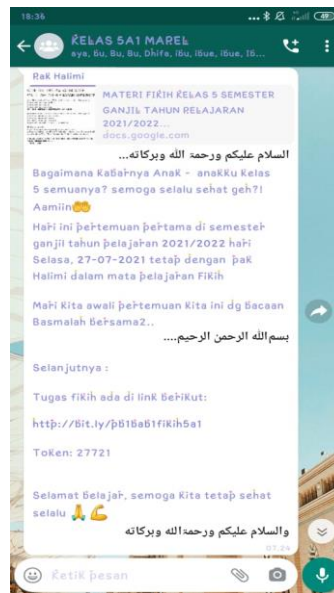 18:36
49
KELAS 5A1 MAREL
ay, Bu, Bu, Bu, Dhifa, IBu, IBue, IBue, IB...
Pak Halimi
MATERI FIKIH KELAS 5 SEMESTER
GANJIL TAHUN PELAJARAN
2021/2022...
docs.google.com
السلام عليكم ورحمة الله وبركاته...
Bagaimana Kabarnya Anak - anakku Kelas
5 semuanya? semoga selalu sehat geh?!
Aamiin🤲
Hari ini pertemuan pertama di semester
ganjil tahun pelajaran 2021/2022 hari
Selasa, 27-07-2021 tetap dengan pak
Halimi dalam mata pelajaran Fikih
Mari Kita awali pertemuan Kita ini dg bacaan
Basmalah bersama2..
بسم الله الرحمن الرحيم....
Selanjutnya :
Tugas fikih ada di link berikut:
http://bit.ly/pb1bab1fikih5a1
Token: 27721
Selamat belajar, semoga Kita tetap sehat
selalu 🙏 💪
والسلام عليكم ورحمة الله وبركاته
07.24
Ketik pesan